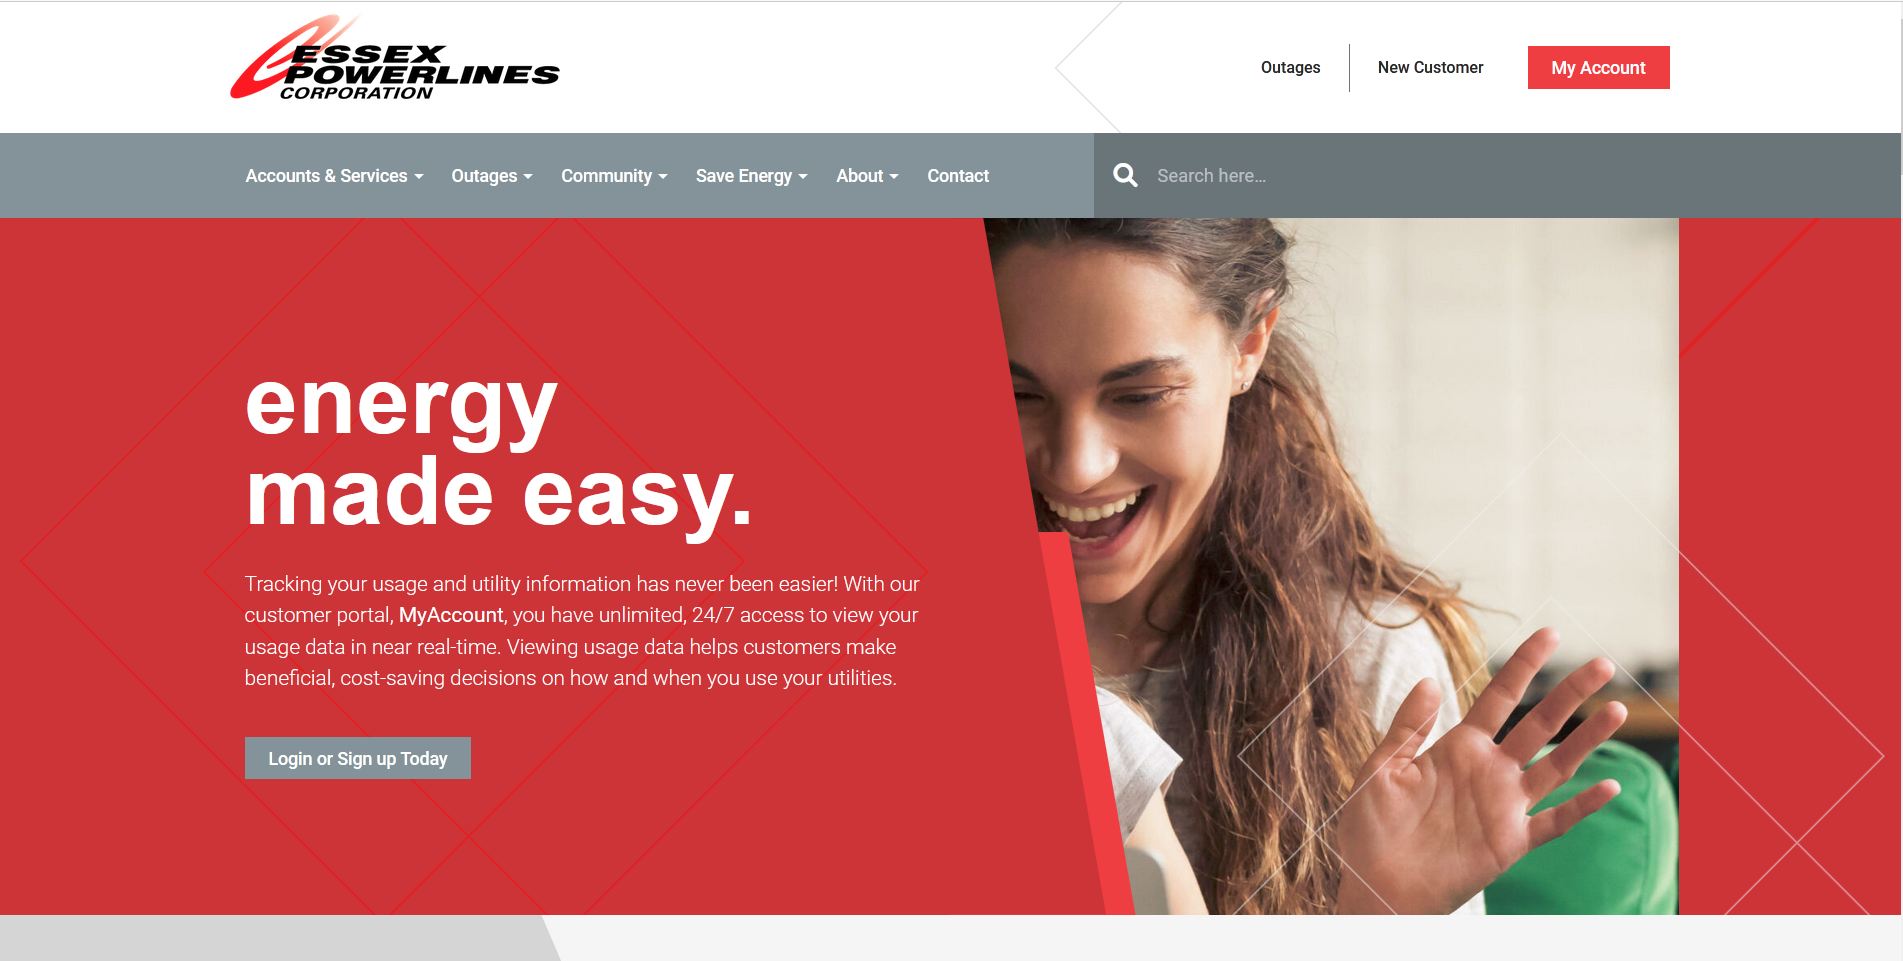 ESSEX
POWERLINES
CORPORATION
Outages
New Customer
My Account
Accounts & Services
Outages
Community
Save Energy
About
Contact
Search here...
energy
made easy.
Tracking your usage and utility information has never been easier! With our
customer portal, MyAccount, you have unlimited, 24/7 access to view your
usage data in near real-time. Viewing usage data helps customers make
beneficial, cost-saving decisions on how and when you use your utilities.
Login or Sign up Today